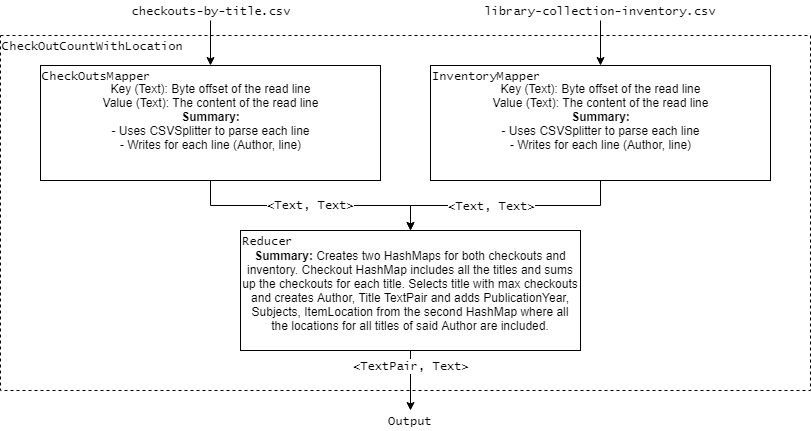 checkouts-by-title.csv
library-collection-inventory.csv
CheckOutCountWithLocation
CheckOutsMapper
Key (Text): Byte offset of the read line
Value (Text): The content of the read line
Summary:
- Uses CSVSplitter to parse each line
- Writes for each line (Author, line)
InventoryMapper
Key (Text): Byte offset of the read line
Value (Text): The content of the read line
Summary:
- Uses CSVSplitter to parse each line
- Writes for each line (Author, line)
<Text, Text>
<Text, Text>
Reducer
Summary: Creates two HashMaps for both checkouts and
inventory. Checkout HashMap includes all the titles and sums
up the checkouts for each title. Selects title with max checkouts
and creates Author, Title TextPair and adds PublicationYear,
Subjects, ItemLocation from the second HashMap where all
the locations for all titles of said Author are included.
<TextPair, Text>
Output